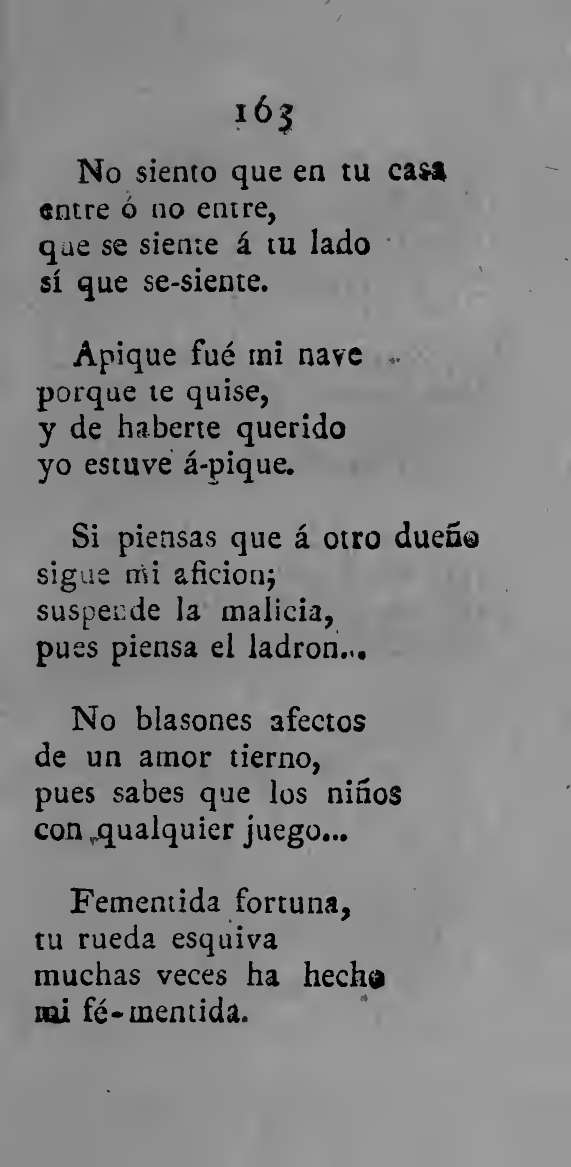 163
No siento que en tu casa
entre ó no entre,
que se siente á tu lado
sí que se-siente.
Apique fué mi nave
porque te quise,
y de haberte querido
yo estuve á-pique.
Si piensas que á otro dueño
sigue mi aficion;
suspende la malicia,
pues piensa el ladron...
No blasones afectos
de un amor tierno,
pues sabes que los niños
con qualquier juego...
Fementida fortuna,
tu rueda esquiva
muchas veces ha hecho
mi fé-mentida.